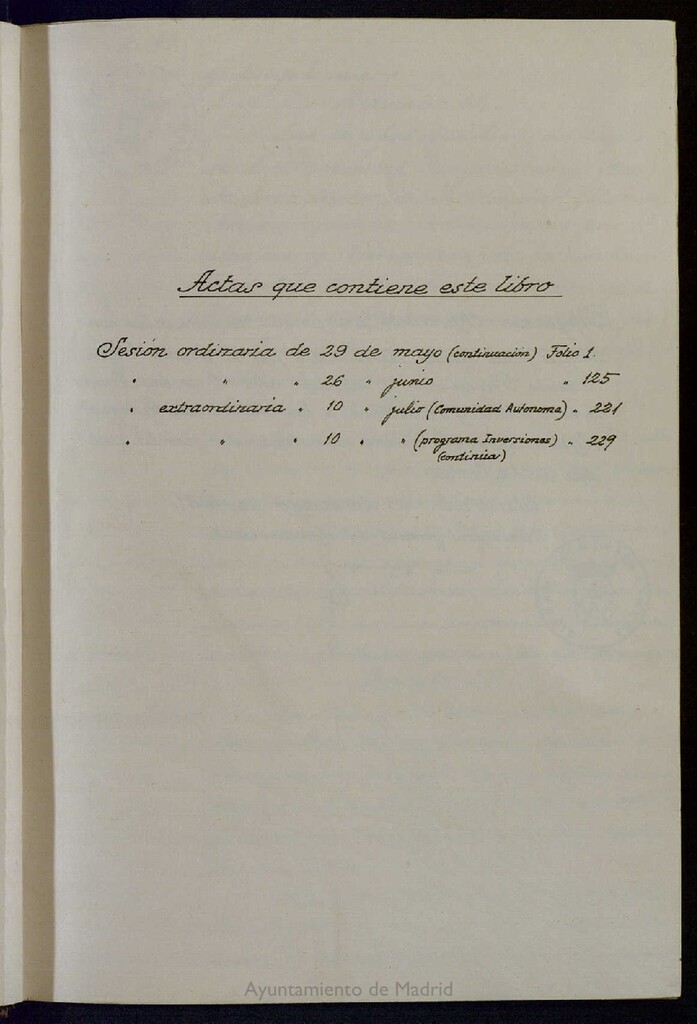 Actas que contiene este libro
Sesión ordinaria de 29 de mayo (continuación) Folio 1.
" " " 26 " junio " 125
" extraordinaria " 10 " julio (Comunidad Autonoma) " 221
" " " 10 " " (programa Inversiones) " 229
(continúa)
Ayuntamiento de Madrid